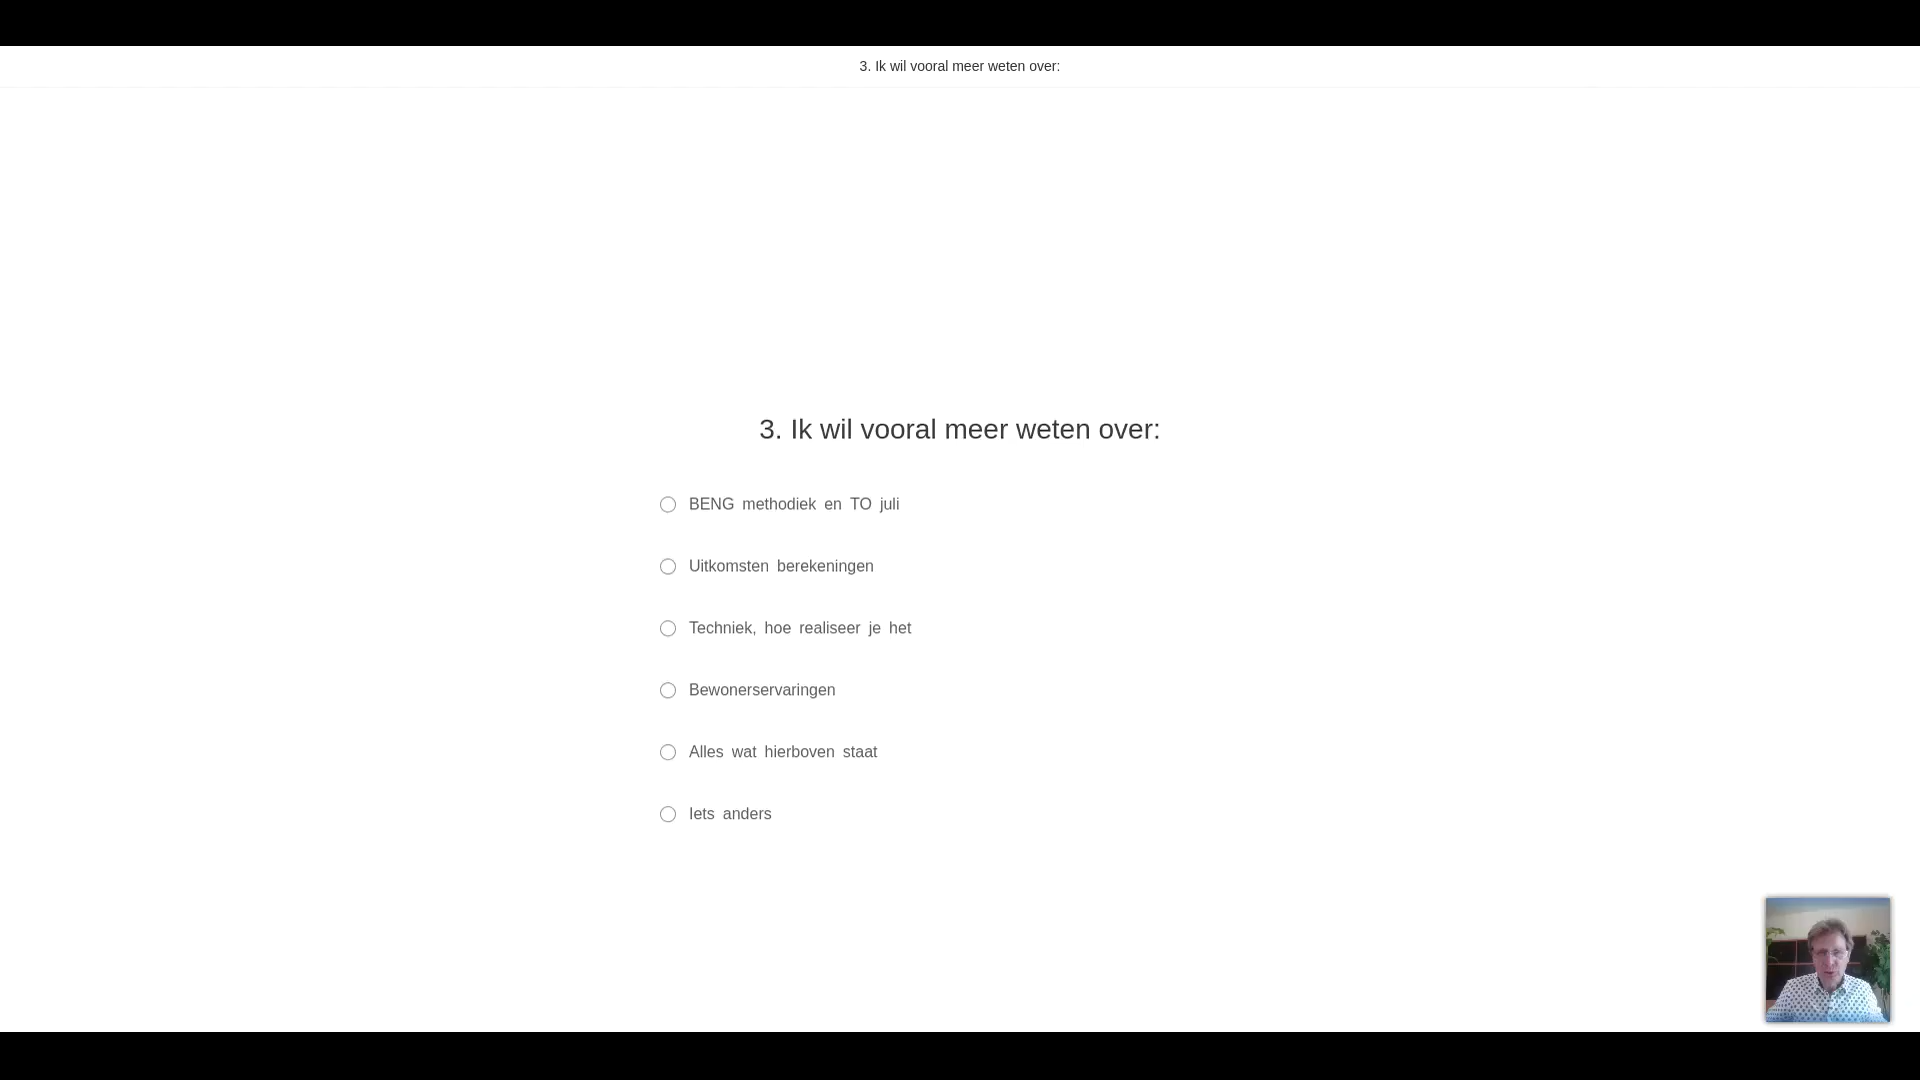 3. Ik wil vooral meer weten over:
3. Ik wil vooral meer weten over:
BENG methodiek en TO juli
Uitkomsten berekeningen
Techniek, hoe realiseer je het
Bewonerservaringen
Alles wat hierboven staat
Iets anders